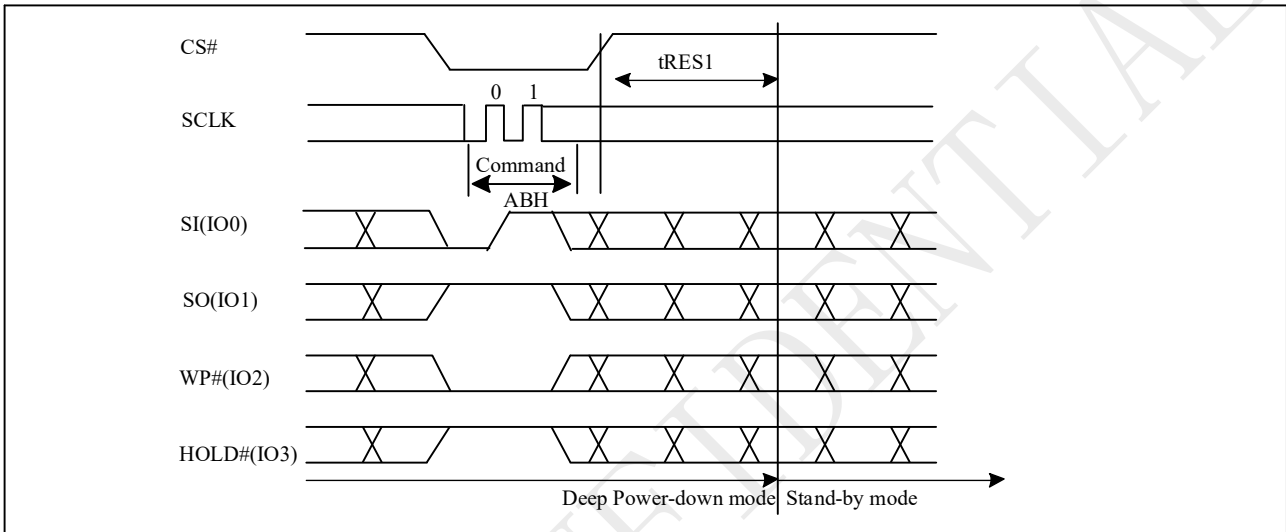 CS#
tRES1
0 1
SCLK
Command
ABH
SI(IO0)
SO(IO1)
WP#(IO2)
HOLD#(IO3)
Deep Power-down mode Stand-by mode
IDENTIAL